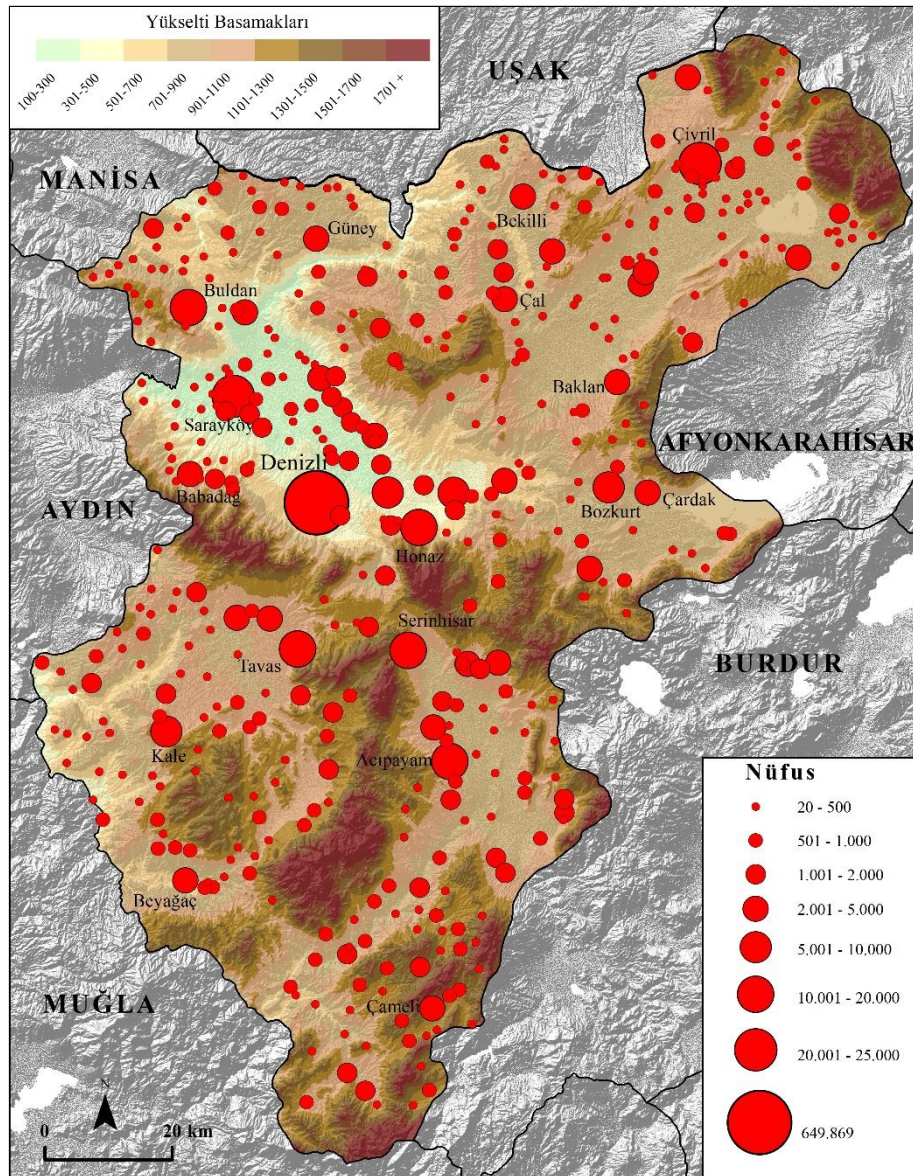 Yükselti Basamakları
100-300
301-500
501-700
701-900
901-1100
1101-1300
1301-1500
1501-1700
1701 +
UŞAK
MANİSA
Çivril
Bekilli
Güney
Buldan
Çal
Baklan
Sarayköy
AFYONKARAHİSAR
Denizli
Babadağ
Bozkurt
Çardak
AYDIN
Honaz
Serinhisar
Tavas
BURDUR
Kale
Acıpayam
Beyağaç
MUĞLA
Çameli
N
0
20 km
Nüfus
20 - 500
501 - 1.000
1.001 - 2.000
2.001 - 5.000
5.001 - 10.000
10.001 - 20.000
20.001 - 25.000
649.869